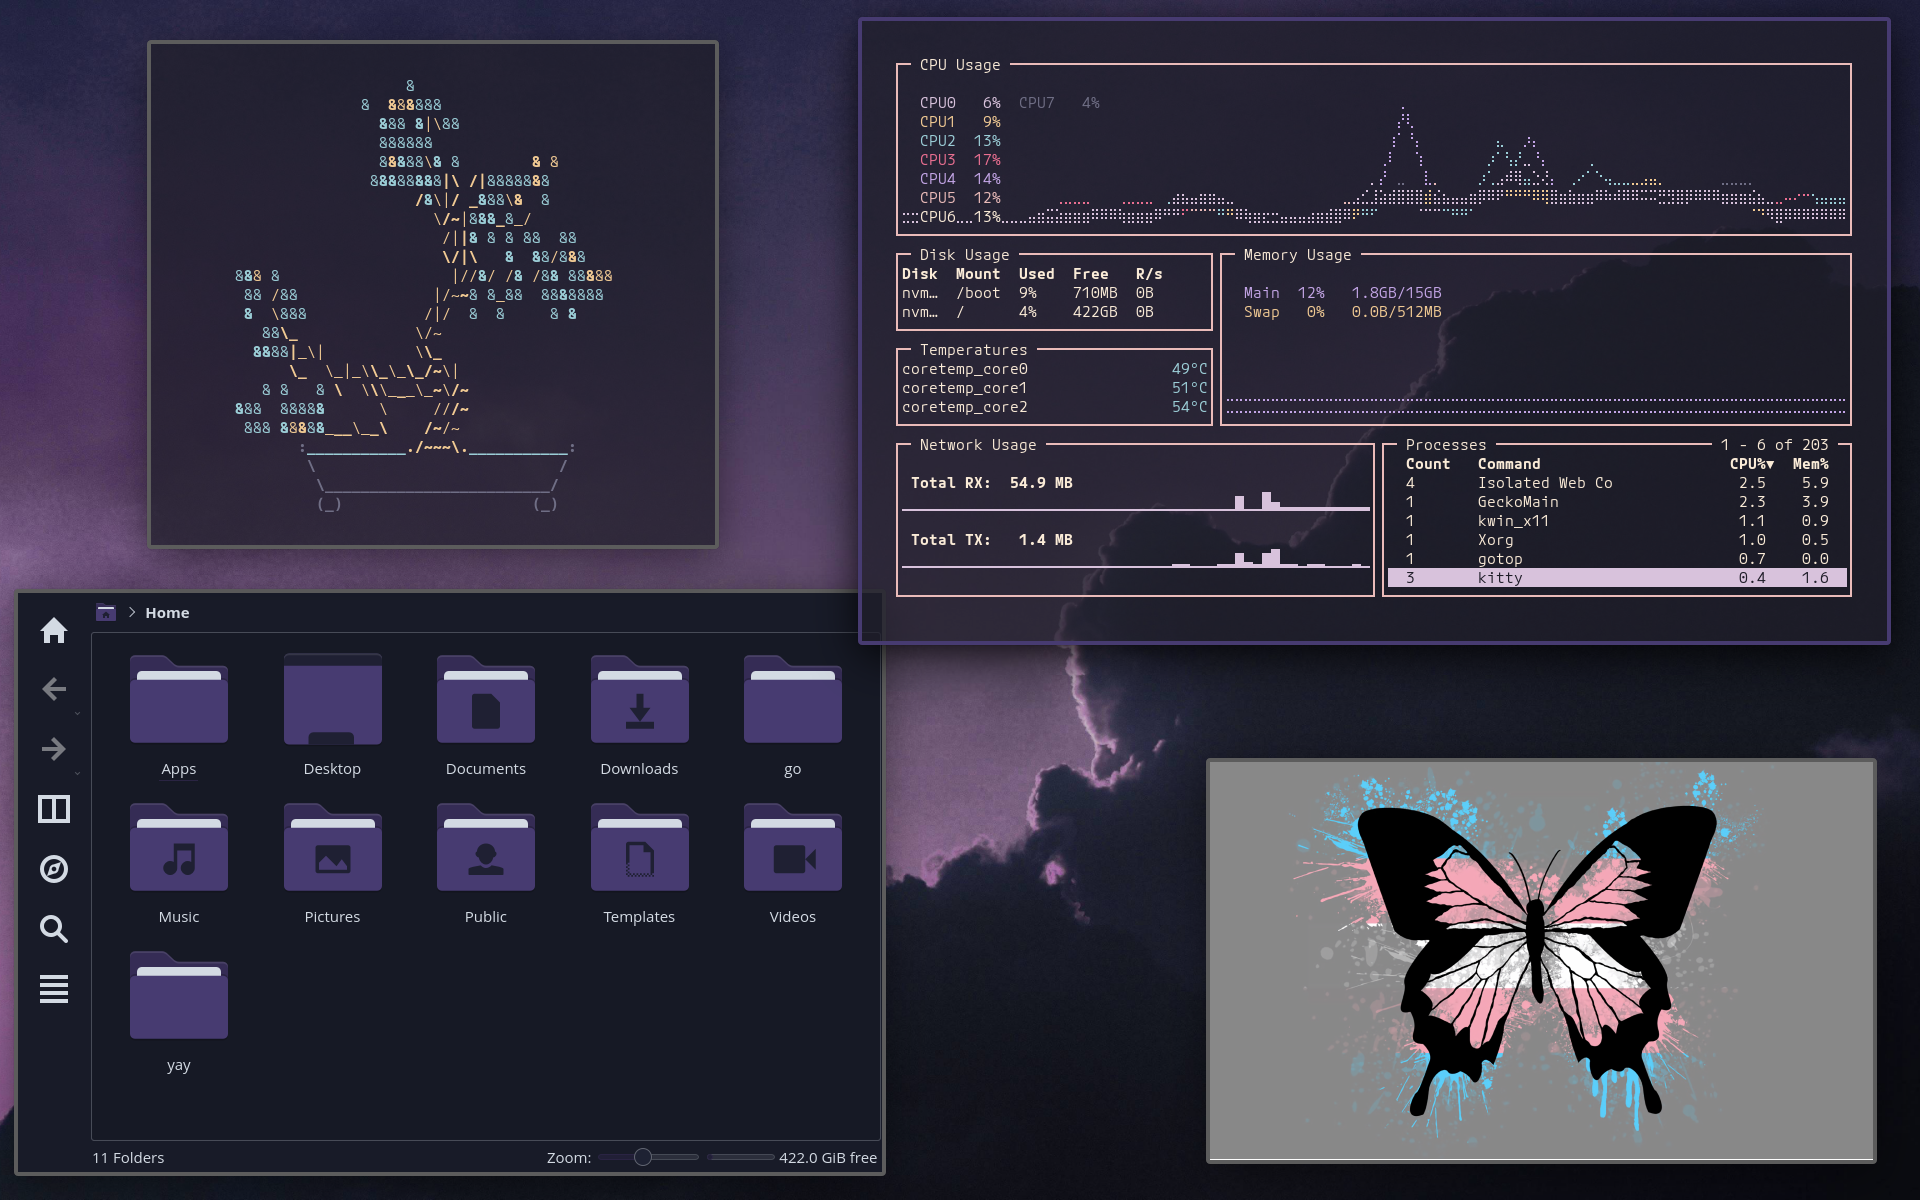 CPU Usage
CPU0 6% CPU7 4%
CPU1 9%
CPU2 13%
CPU3 17%
CPU4 14%
CPU5 12%
CPU6 13%
Disk Usage
Disk Mount Used Free R/s
nvm… /boot 9% 710MB 0B
nvm… / 4% 422GB 0B
Memory Usage
Main 12% 1.8GB/15GB
Swap 0% 0.0B/512MB
Temperatures
coretemp_core0 49°C
coretemp_core1 51°C
coretemp_core2 54°C
Network Usage
Total RX: 54.9 MB
Total TX: 1.4 MB
Processes 1 - 6 of 203
Count Command CPU%▼ Mem%
4 Isolated Web Co 2.5 5.9
1 GeckoMain 2.3 3.9
1 kwin_x11 1.1 0.9
1 Xorg 1.0 0.5
1 gotop 0.7 0.0
3 kitty 0.4 1.6
Home
Apps Desktop Documents Downloads go
Music Pictures Public Templates Videos
yay
11 Folders Zoom: 422.0 GiB free